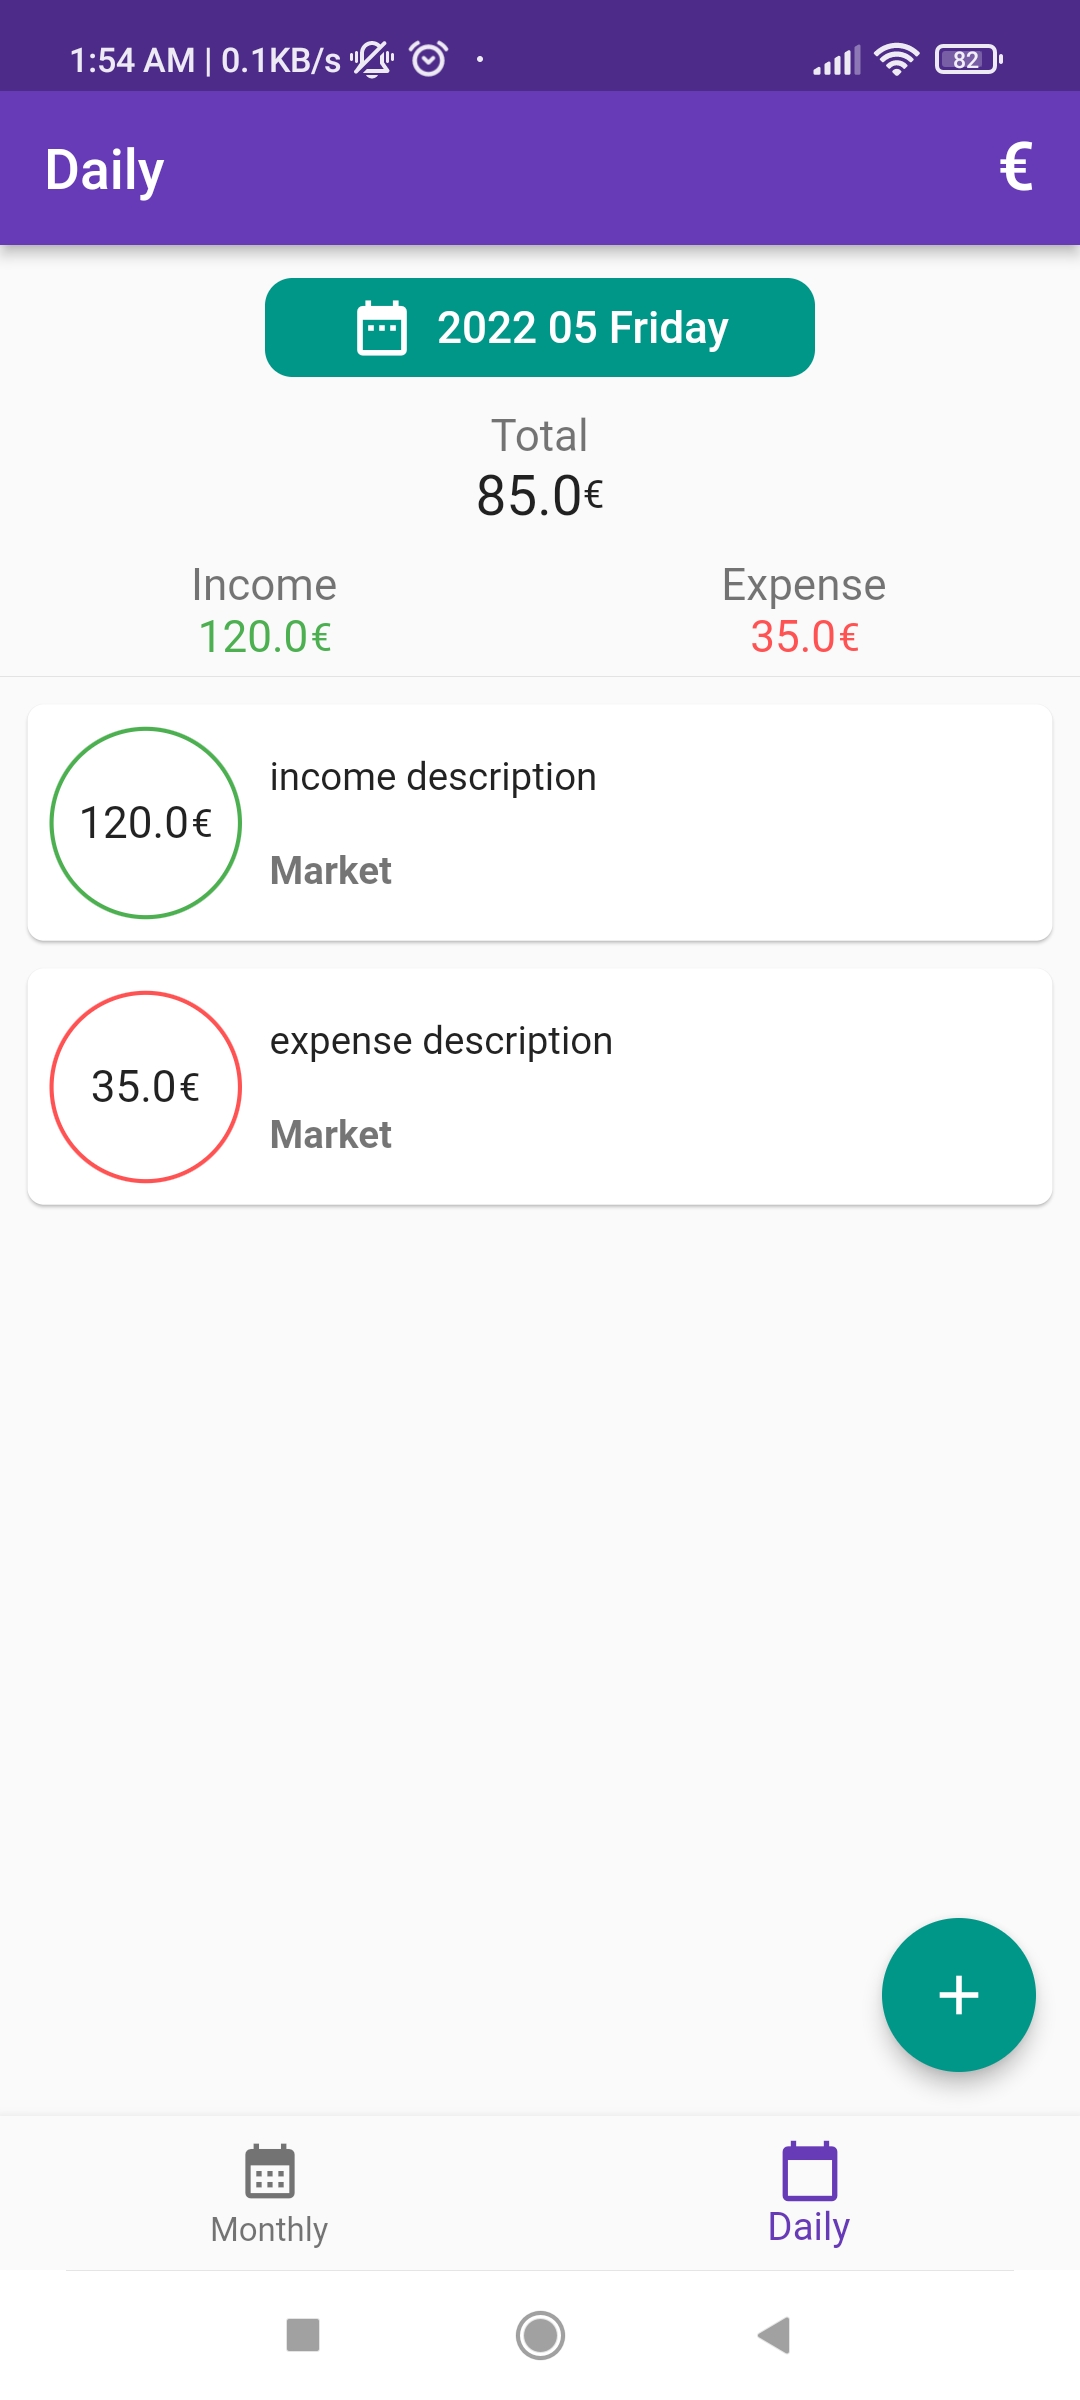 1:54 AM | 0.1KB/s
82
Daily
€
2022 05 Friday
Total
85.0€
Income
Expense
120.0€
35.0€
120.0€
income description
Market
35.0€
expense description
Market
+
Monthly
Daily